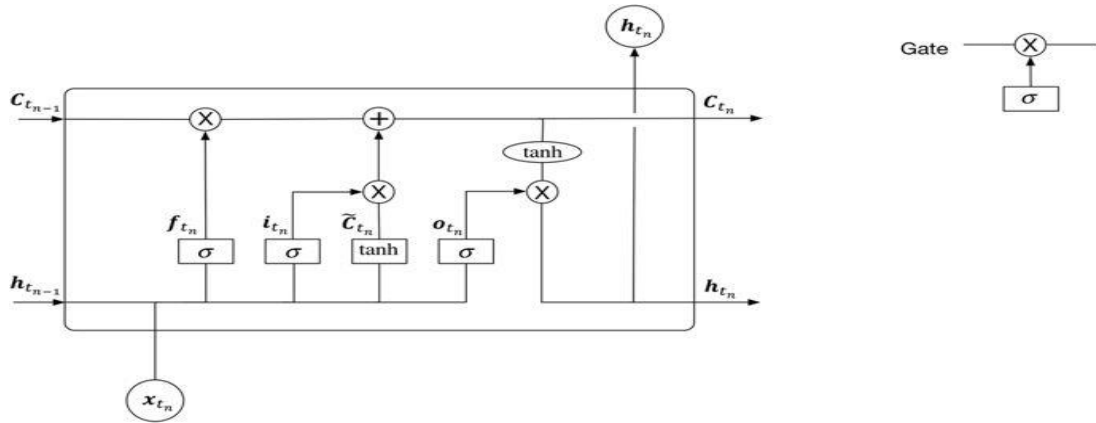 h_{t_n}
Gate
×
σ
C_{t_{n-1}}
×
+
C_{t_n}
tanh
×
×
f_{t_n}
i_{t_n}
C̃_{t_n}
o_{t_n}
σ
σ
tanh
σ
h_{t_{n-1}}
h_{t_n}
x_{t_n}